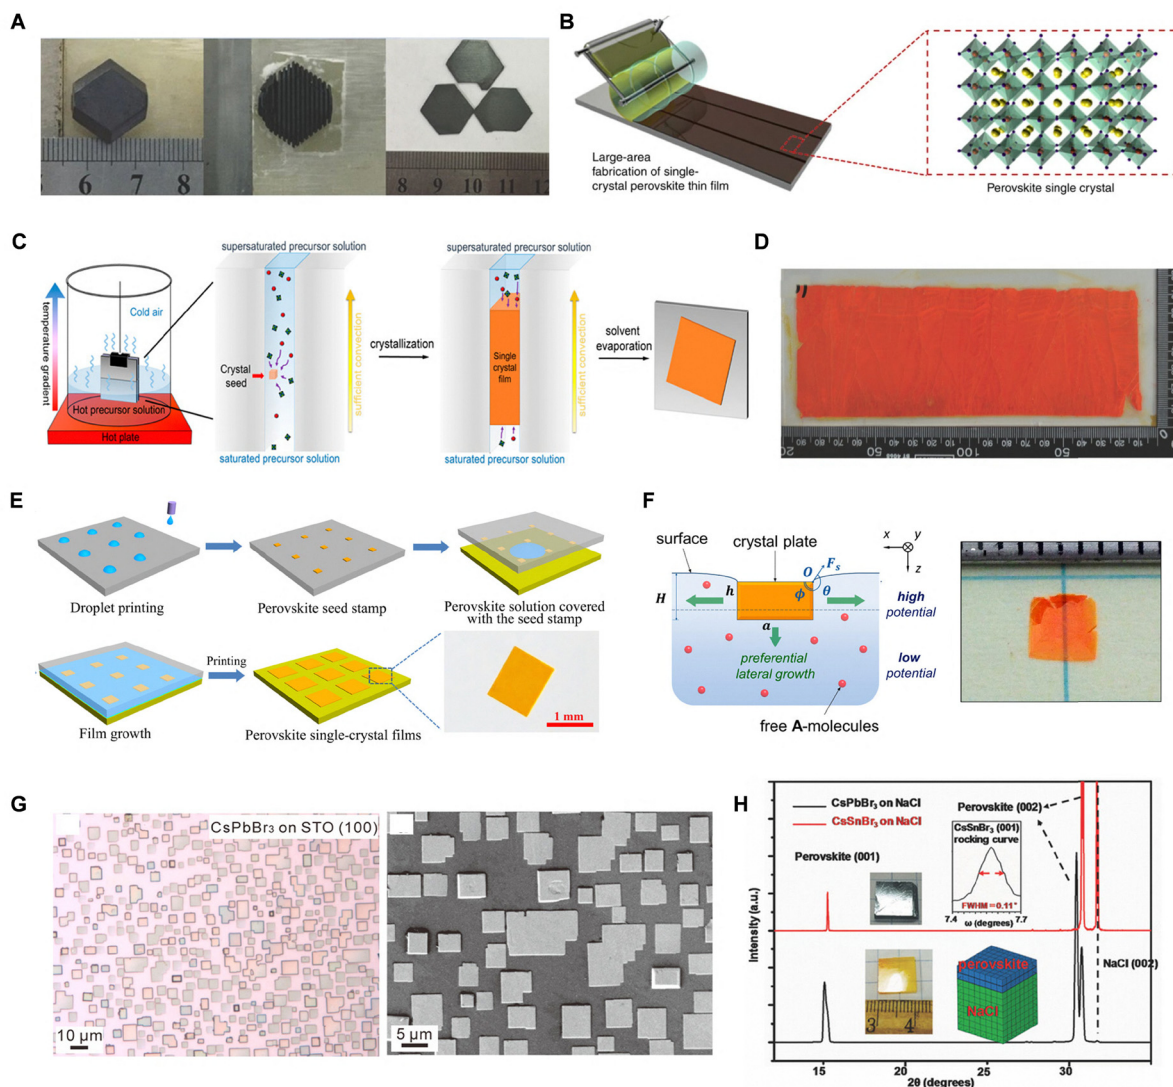 A
6 7 8
8 9 10 11 12
B
Large-area
fabrication of single-
crystal perovskite thin film
Perovskite single crystal
C
temperature gradient
Cold air
Hot precursor solution
Hot plate
supersaturated precursor solution
Crystal
seed
sufficient convection
saturated precursor solution
crystallization
supersaturated precursor solution
Single
crystal
film
sufficient convection
saturated precursor solution
solvent
evaporation
D
E
Droplet printing
Perovskite seed stamp
Perovskite solution covered
with the seed stamp
Printing
Film growth
Perovskite single-crystal films
1 mm
F
surface
crystal plate
x y
z
H
h
O
Fs
ϕ θ
a
high
potential
preferential
lateral growth
low
potential
free A-molecules
G
CsPbBr₃ on STO (100)
10 μm
5 μm
H
CsPbBr₃ on NaCl
CsSnBr₃ on NaCl
Perovskite (002)
Perovskite (001)
CsSnBr₃ (001)
rocking curve
FWHM = 0.11°
7.4 7.7
ω (degrees)
NaCl (002)
perovskite
NaCl
3 4
Intensity (a.u.)
15 20 25 30
2θ (degrees)